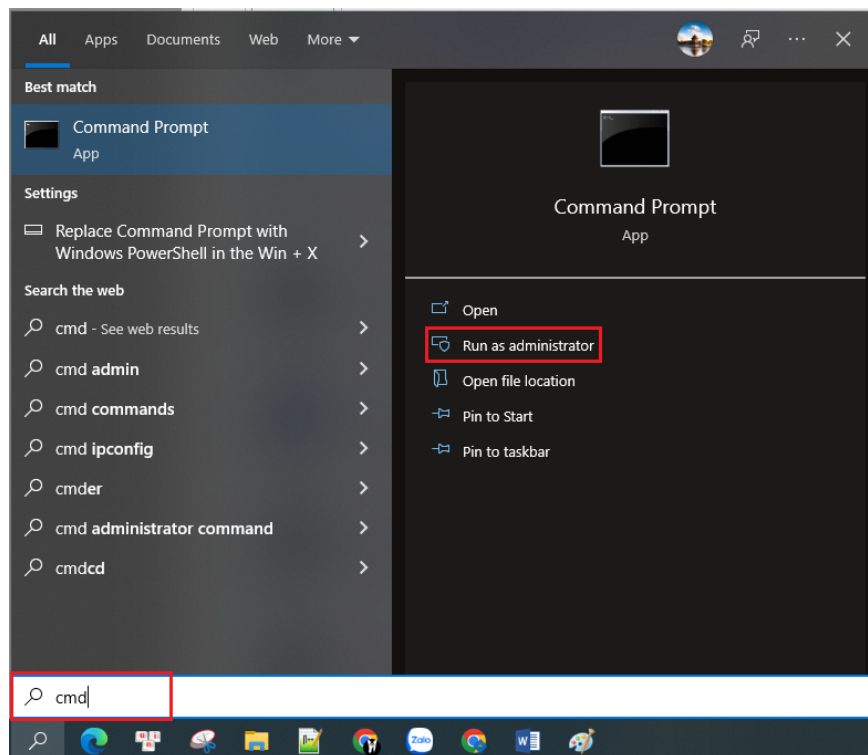 All Apps Documents Web More
Best match
Command Prompt
App
Settings
Replace Command Prompt with
Windows PowerShell in the Win + X
Search the web
cmd - See web results
cmd admin
cmd commands
cmd ipconfig
cmder
cmd administrator command
cmdcd
Command Prompt
App
Open
Run as administrator
Open file location
Pin to Start
Pin to taskbar
cmd
Zalo